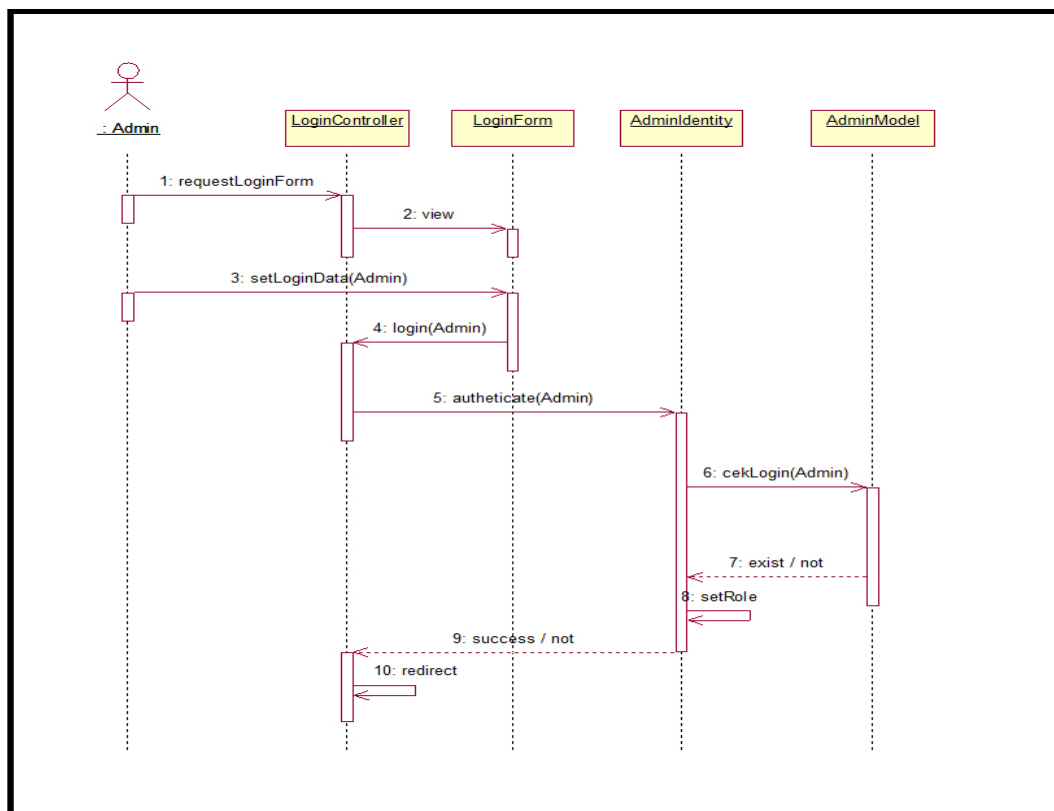 : Admin
LoginController
LoginForm
AdminIdentity
AdminModel
1: requestLoginForm
2: view
3: setLoginData(Admin)
4: login(Admin)
5: autheticate(Admin)
6: cekLogin(Admin)
7: exist / not
8: setRole
9: success / not
10: redirect